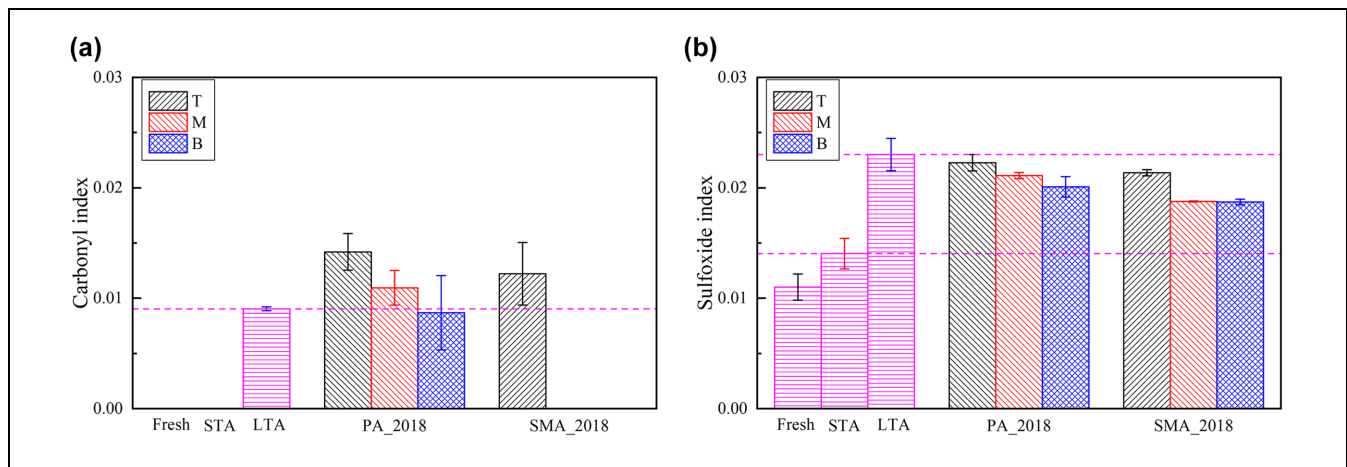 (a)
0.03
0.02
0.01
0.00
Carbonyl index
T
M
B
Fresh STA LTA PA_2018 SMA_2018
(b)
0.03
0.02
0.01
0.00
Sulfoxide index
T
M
B
Fresh STA LTA PA_2018 SMA_2018